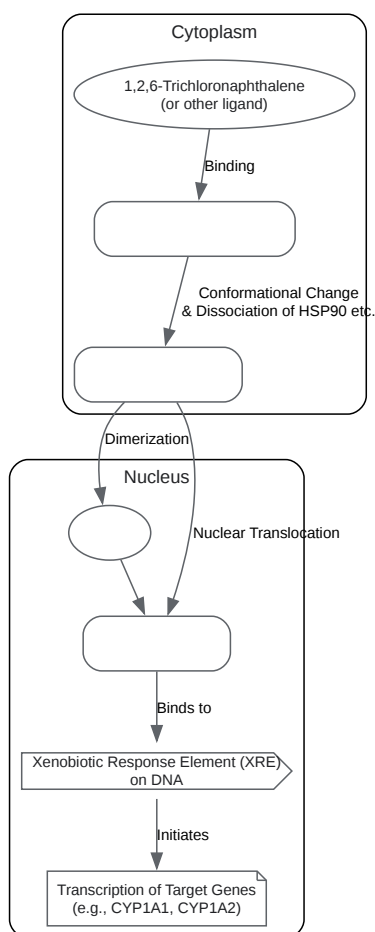 Cytoplasm
1,2,6-Trichloronaphthalene
(or other ligand)
Binding
Conformational Change
& Dissociation of HSP90 etc.
Dimerization
Nucleus
Nuclear Translocation
Binds to
Xenobiotic Response Element (XRE)
on DNA
Initiates
Transcription of Target Genes
(e.g., CYP1A1, CYP1A2)